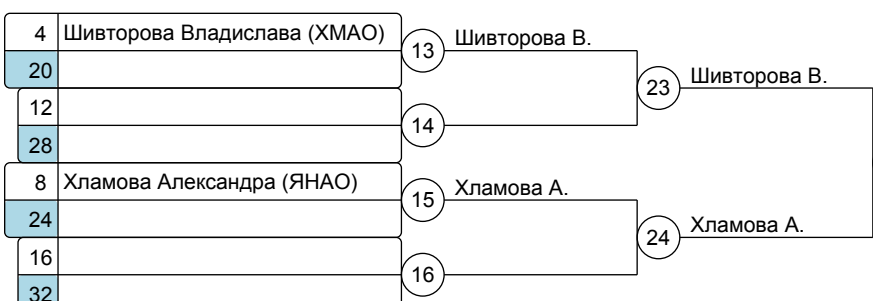 4 Шивторова Владислава (ХМАО)
13 Шивторова В.
20
23 Шивторова В.
12
14
28
8 Хламова Александра (ЯНАО)
15 Хламова А.
24
24 Хламова А.
16
16
32